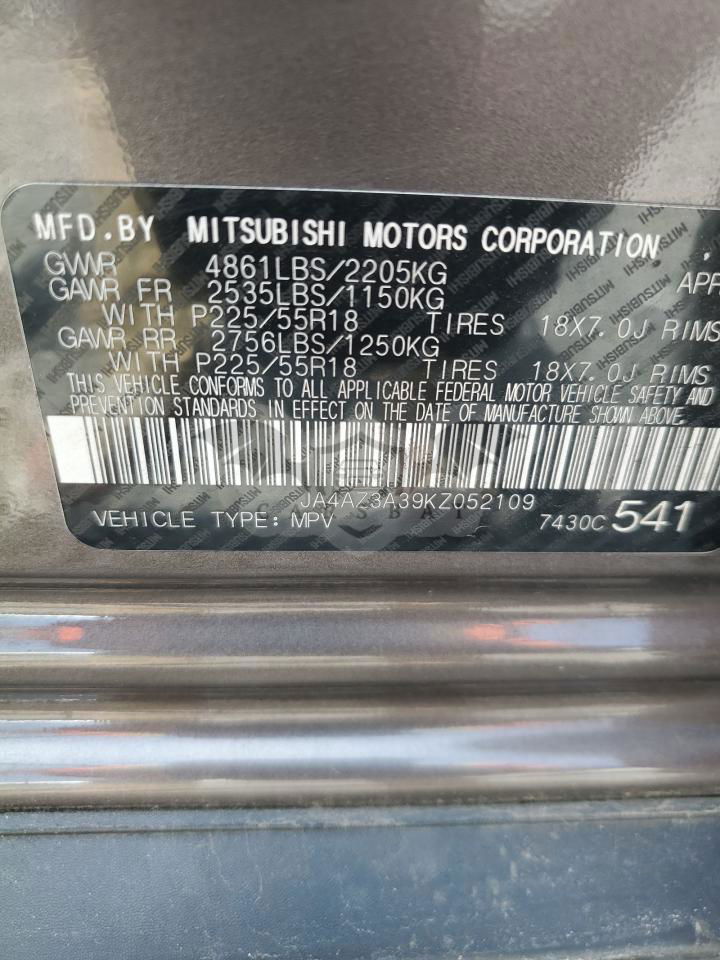 MFD.BY MITSUBISHI MOTORS CORPORATION
GVWR 4861LBS/2205KG APR
GAWR FR 2535LBS/1150KG
WITH P225/55R18 TIRES 18X7.0J RIMS
GAWR RR 2756LBS/1250KG
WITH P225/55R18 TIRES 18X7.0J RIMS
THIS VEHICLE CONFORMS TO ALL APPLICABLE FEDERAL MOTOR VEHICLE SAFETY AND
PREVENTION STANDARDS IN EFFECT ON THE DATE OF MANUFACTURE SHOWN ABOVE.
JA4AZ3A39KZ052109
VEHICLE TYPE: MPV 7430C 541